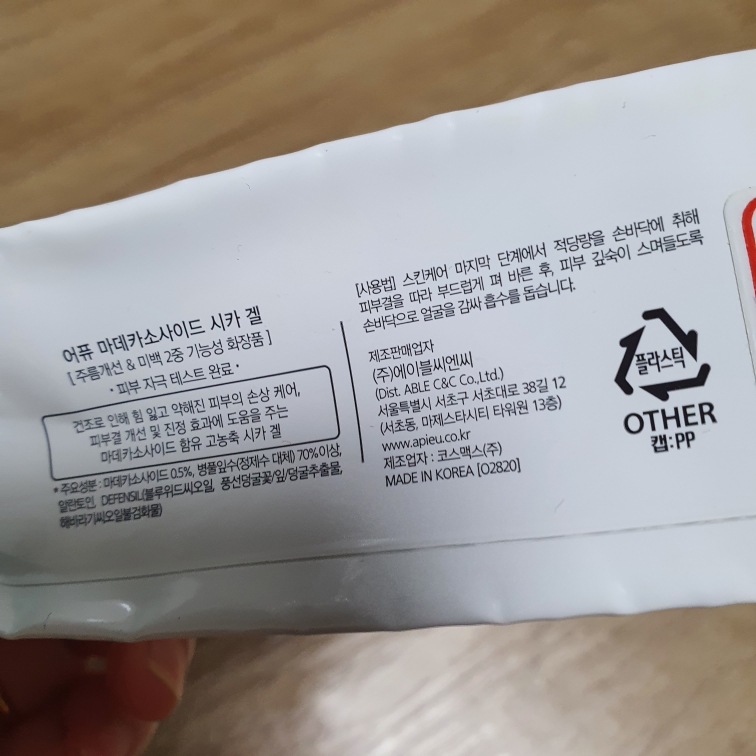 어퓨 마데카소사이드 시카 겔
[ 주름개선 & 미백 2중 기능성 화장품 ]
• 피부 자극 테스트 완료 •
건조로 인해 힘 잃고 약해진 피부의 손상 케어,
피부결 개선 및 진정 효과에 도움을 주는
마데카소사이드 함유 고농축 시카 겔
* 주요성분 : 마데카소사이드 0.5%, 병풀잎수(정제수 대체) 70%이상,
알란토인, DEFENSIL(블루위드씨오일, 풍선덩굴꽃/잎/덩굴추출물,
해바라기씨오일불검화물)
[사용법] 스킨케어 마지막 단계에서 적당량을 손바닥에 취해
피부결을 따라 부드럽게 펴 바른 후, 피부 깊숙이 스며들도록
손바닥으로 얼굴을 감싸 흡수를 돕습니다.
제조판매업자
(주)에이블씨엔씨
(Dist. ABLE C&C Co.,Ltd.)
서울특별시 서초구 서초대로 38길 12
(서초동, 마제스타시티 타워원 13층)
www.apieu.co.kr
제조업자 : 코스맥스(주)
MADE IN KOREA [O2820]
플라스틱
OTHER
캡:PP